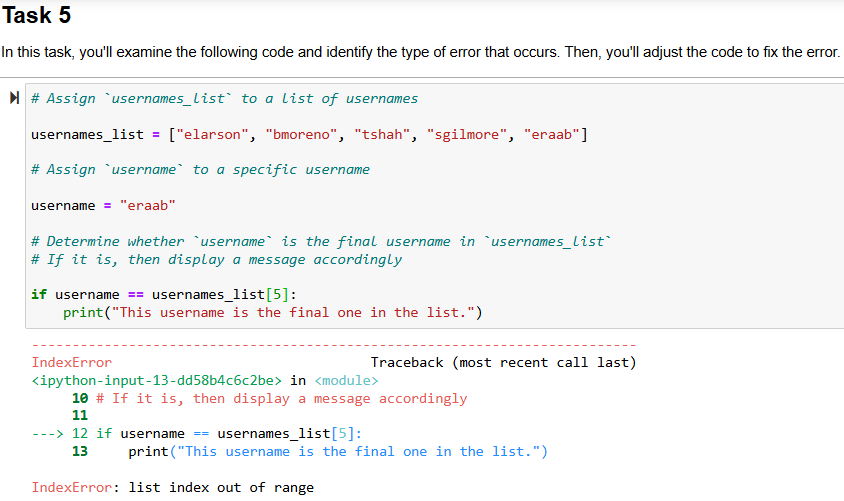 Task 5
In this task, you'll examine the following code and identify the type of error that occurs. Then, you'll adjust the code to fix the error.
# Assign `usernames_list` to a list of usernames
usernames_list = ["elarson", "bmoreno", "tshah", "sgilmore", "eraab"]
# Assign `username` to a specific username
username = "eraab"
# Determine whether `username` is the final username in `usernames_list`
# If it is, then display a message accordingly
if username == usernames_list[5]:
    print("This username is the final one in the list.")
---------------------------------------------------------------------------
IndexError                                Traceback (most recent call last)
<ipython-input-13-dd58b4c6c2be> in <module>
     10 # If it is, then display a message accordingly
     11
---> 12 if username == usernames_list[5]:
     13     print("This username is the final one in the list.")
IndexError: list index out of range